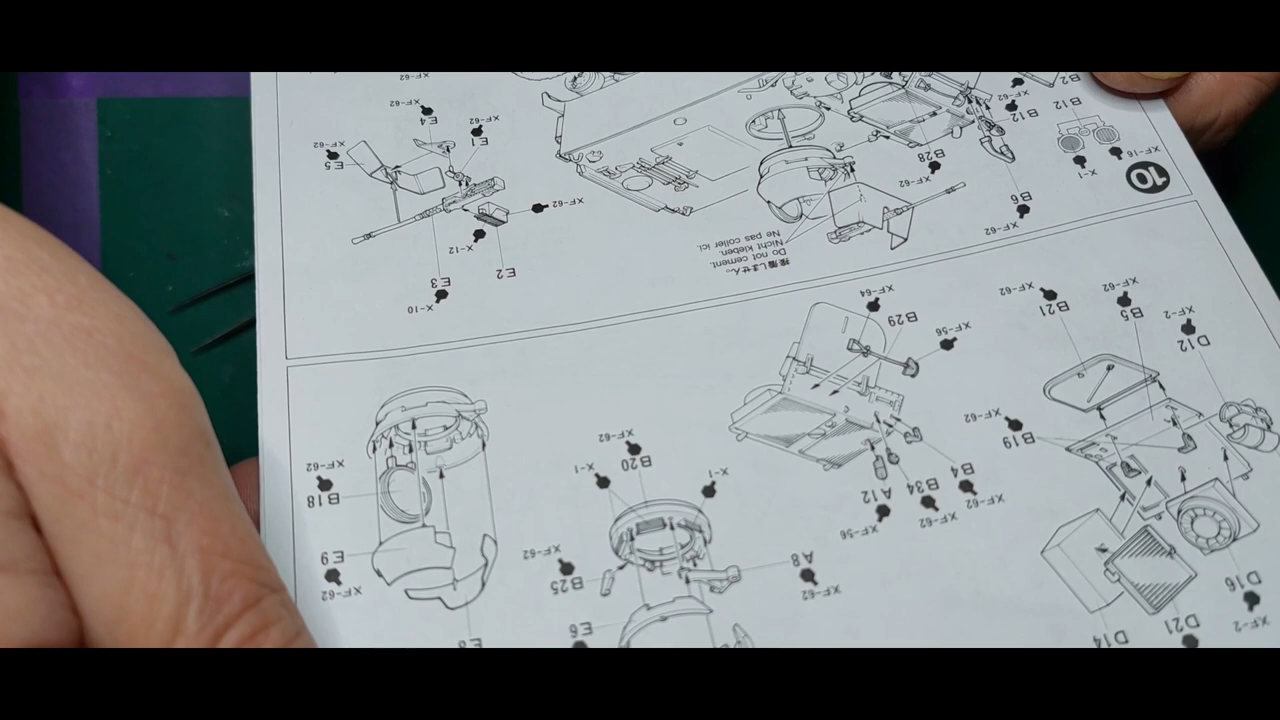 D16
XF-2
D21
D14
D12
XF-2
B5
XF-62
B21
XF-62
B19
XF-62
B4
XF-62
B34
XF-62
A12
XF-56
XF-56
B29
XF-64
A8
XF-62
E6
B25
XF-62
X-1
B20
XF-62
X-1
E9
XF-62
B18
XF-62
10
XF-16
X-1
B12
B2
B6
XF-62
B12
XF-62
B28
XF-62
接着しません。
Do not cement.
Nicht kleben.
Ne pas coller ici.
E2
X-12
XF-62
E3
X-10
E1
XF-62
E4
XF-62
E5
XF-62